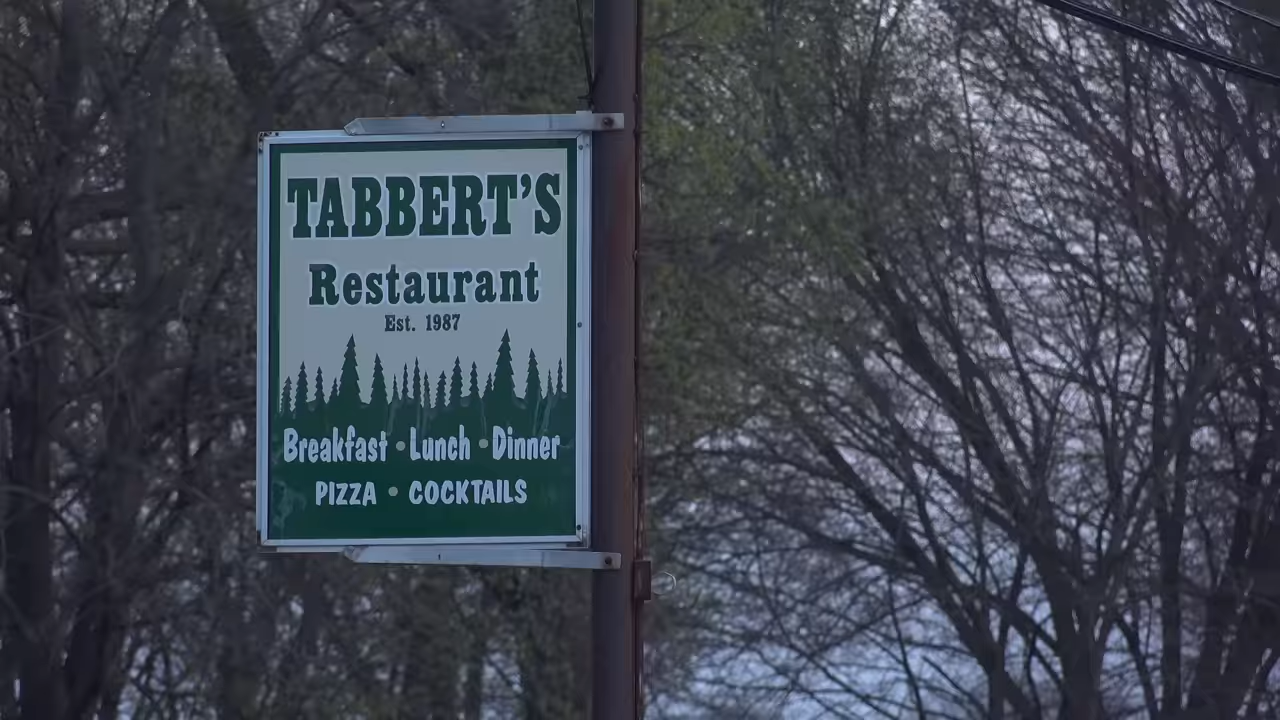 TABBERT'S
Restaurant
Est. 1987
Breakfast • Lunch • Dinner
PIZZA • COCKTAILS